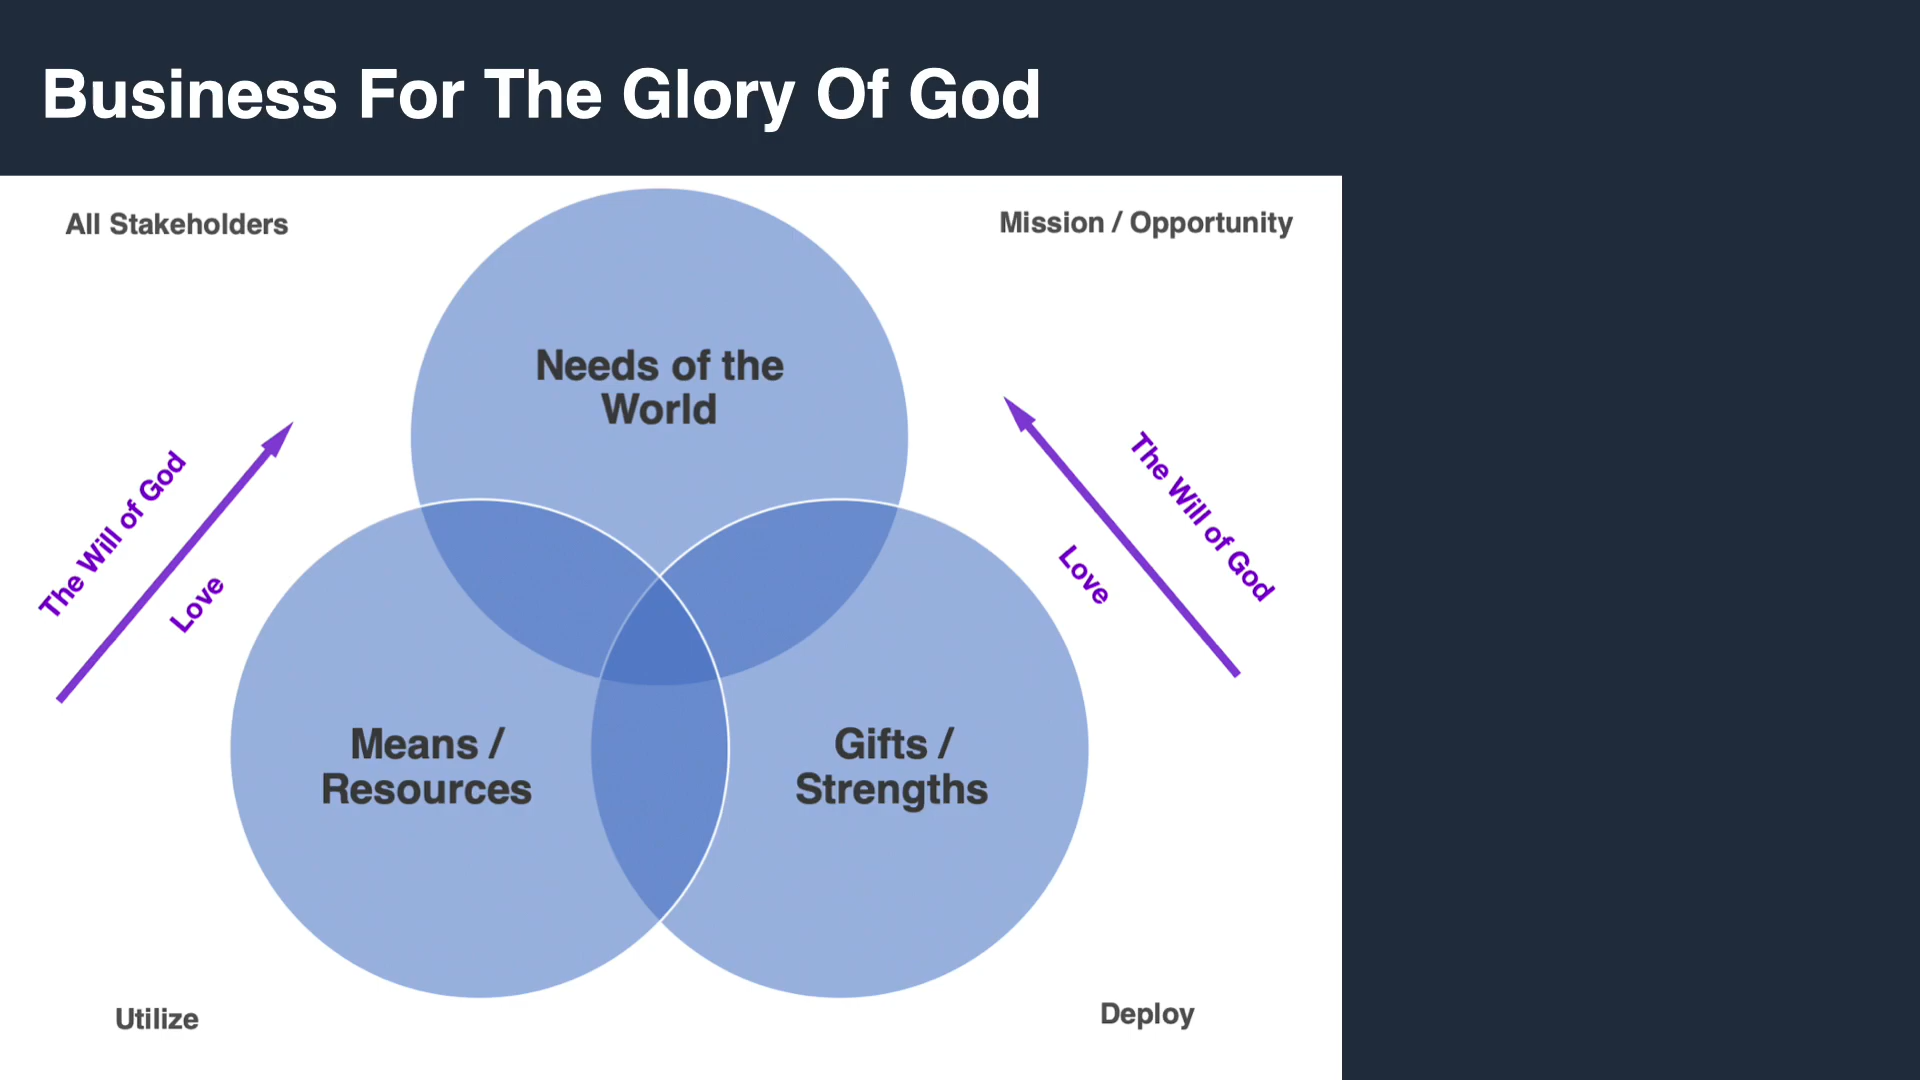 Business For The Glory Of God
All Stakeholders
Mission / Opportunity
Needs of the
World
The Will of God
Love
The Will of God
Love
Means /
Resources
Gifts /
Strengths
Utilize
Deploy